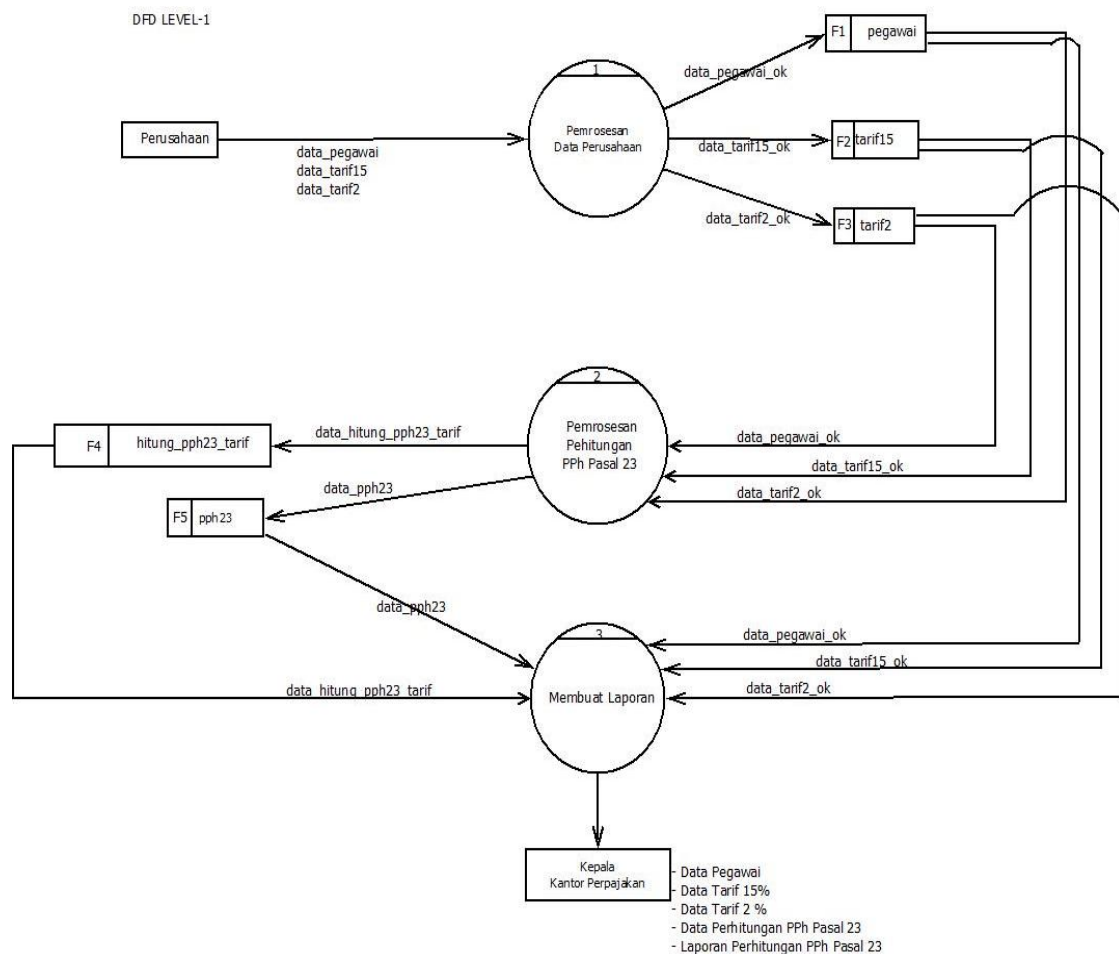 DFD LEVEL-1
F1
pegawai
data_pegawai_ok
1
Perusahaan
Pemrosesan
Data Perusahaan
data_tarif15_ok
F2
tarif15
data_pegawai
data_tarif15
data_tarif2
data_tarif2_ok
F3
tarif2
2
F4
hitung_pph23_tarif
data_hitung_pph23_tarif
Pemrosesan
Pehitungan
PPh Pasal 23
data_pegawai_ok
data_tarif15_ok
data_tarif2_ok
data_pph23
F5
pph23
data_pph23
3
data_pegawai_ok
data_tarif15_ok
data_hitung_pph23_tarif
Membuat Laporan
data_tarif2_ok
Kepala
Kantor Perpajakan
- Data Pegawai
- Data Tarif 15%
- Data Tarif 2 %
- Data Perhitungan PPh Pasal 23
- Laporan Perhitungan PPh Pasal 23